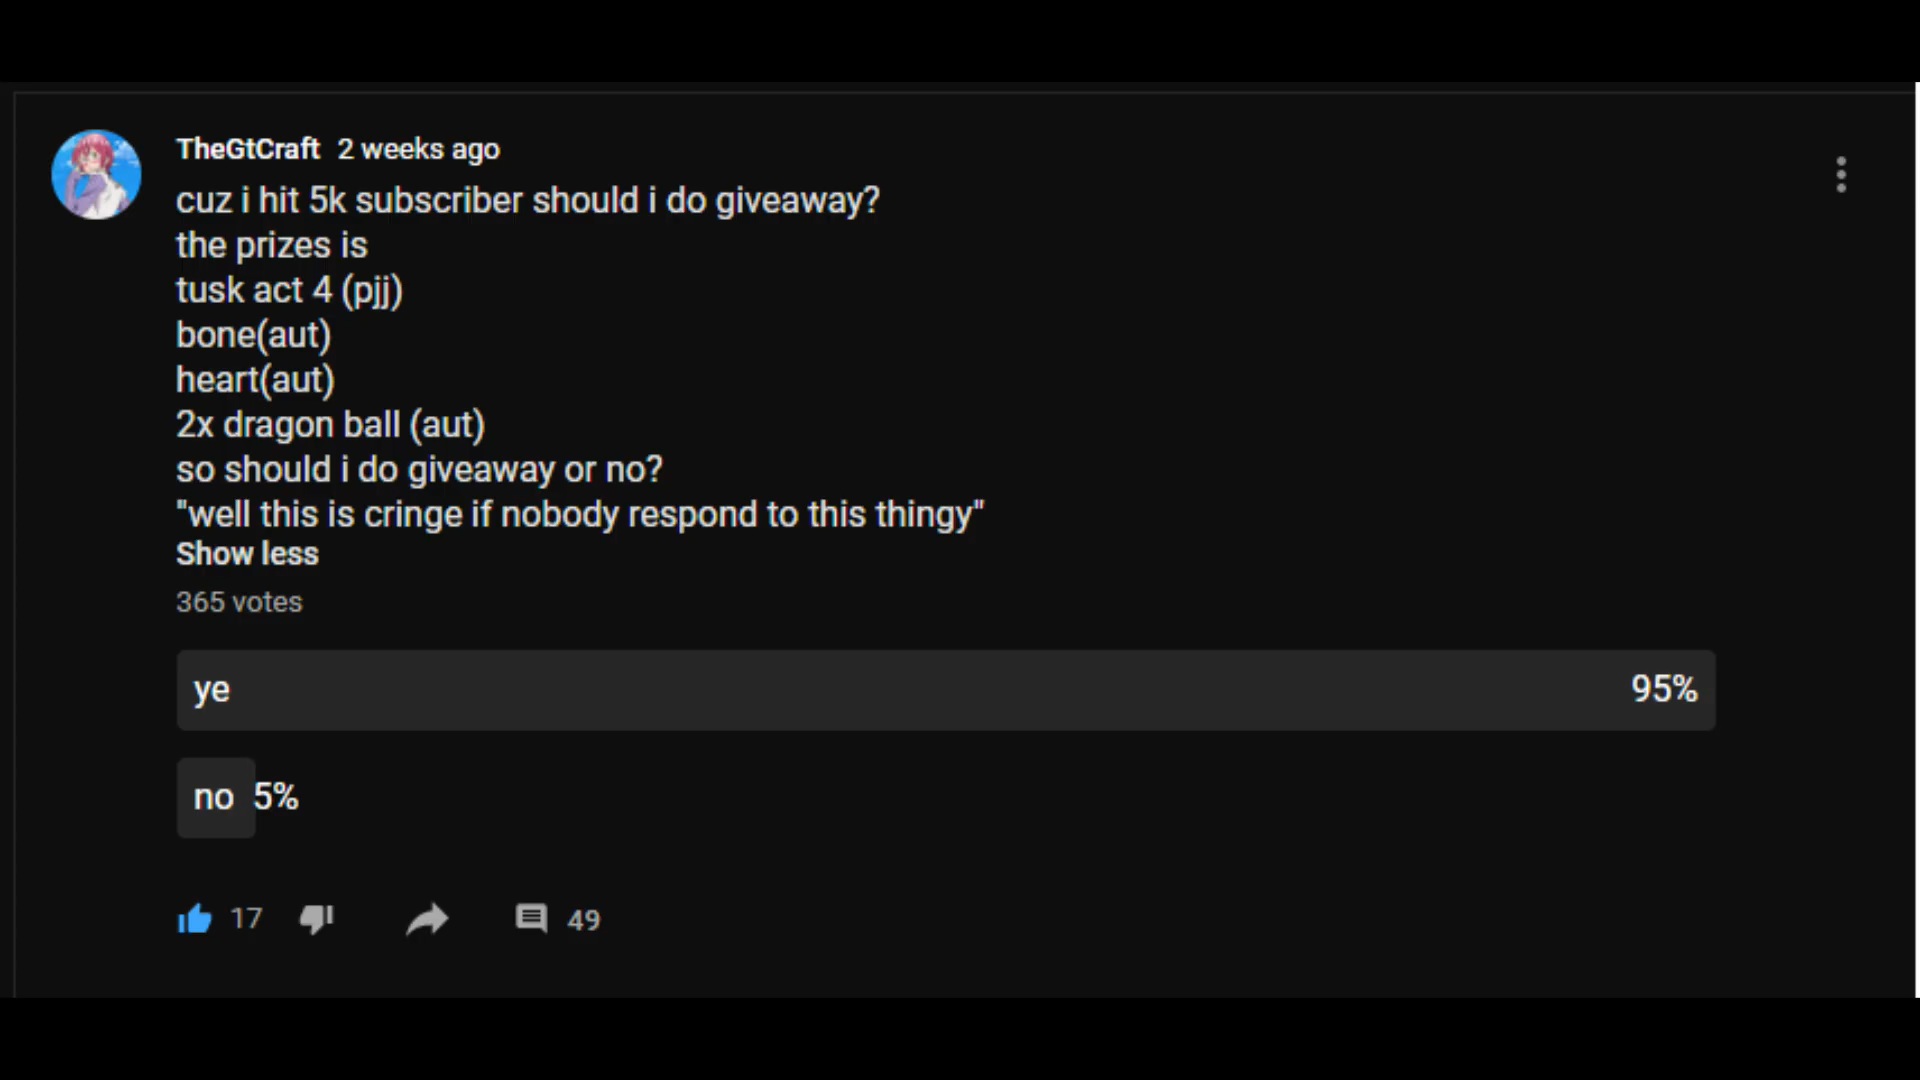 TheGtCraft 2 weeks ago
cuz i hit 5k subscriber should i do giveaway?
the prizes is
tusk act 4 (pjj)
bone(aut)
heart(aut)
2x dragon ball (aut)
so should i do giveaway or no?
"well this is cringe if nobody respond to this thingy"
Show less
365 votes
ye 95%
no 5%
17 49